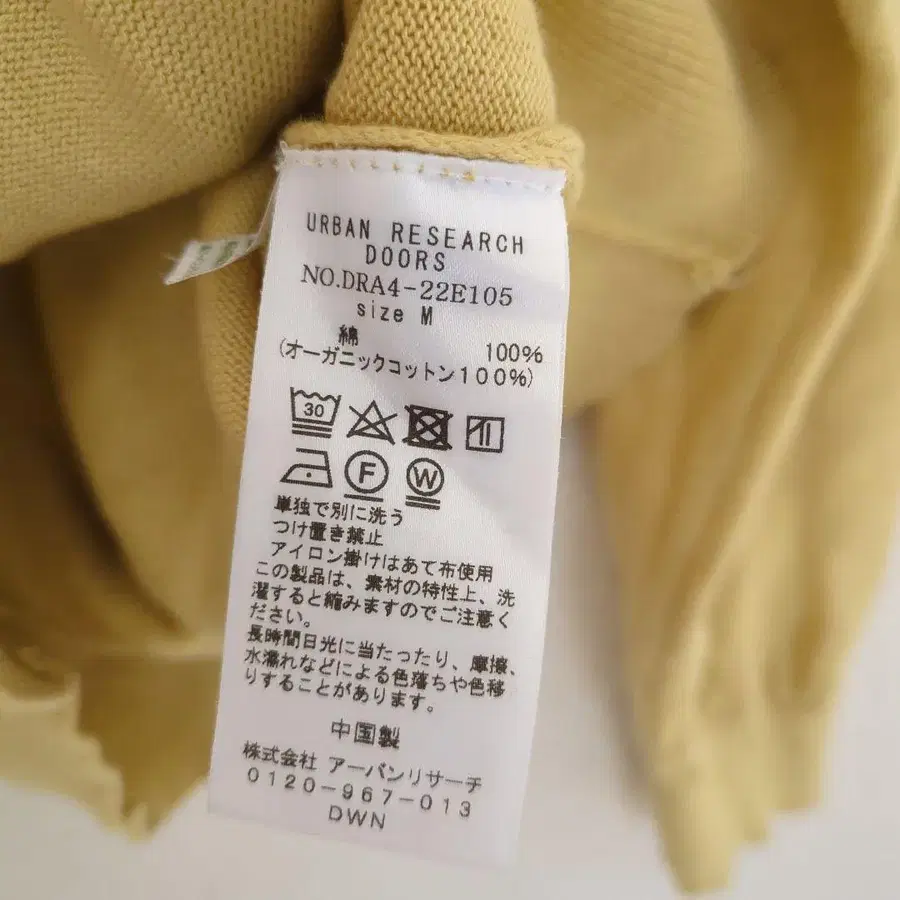 URBAN RESEARCH
DOORS
NO.DRA4-22E105
size M
綿 100%
(オーガニックコットン100%)
30
F W
単独で別に洗う
つけ置き禁止
アイロン掛けはあて布使用
この製品は、素材の特性上、洗
濯すると縮みますのでご注意く
ださい。
長時間日光に当たったり、摩擦、
水濡れなどによる色落ちや色移
りすることがあります。
中国製
株式会社 アーバンリサーチ
0120-967-013
DWN